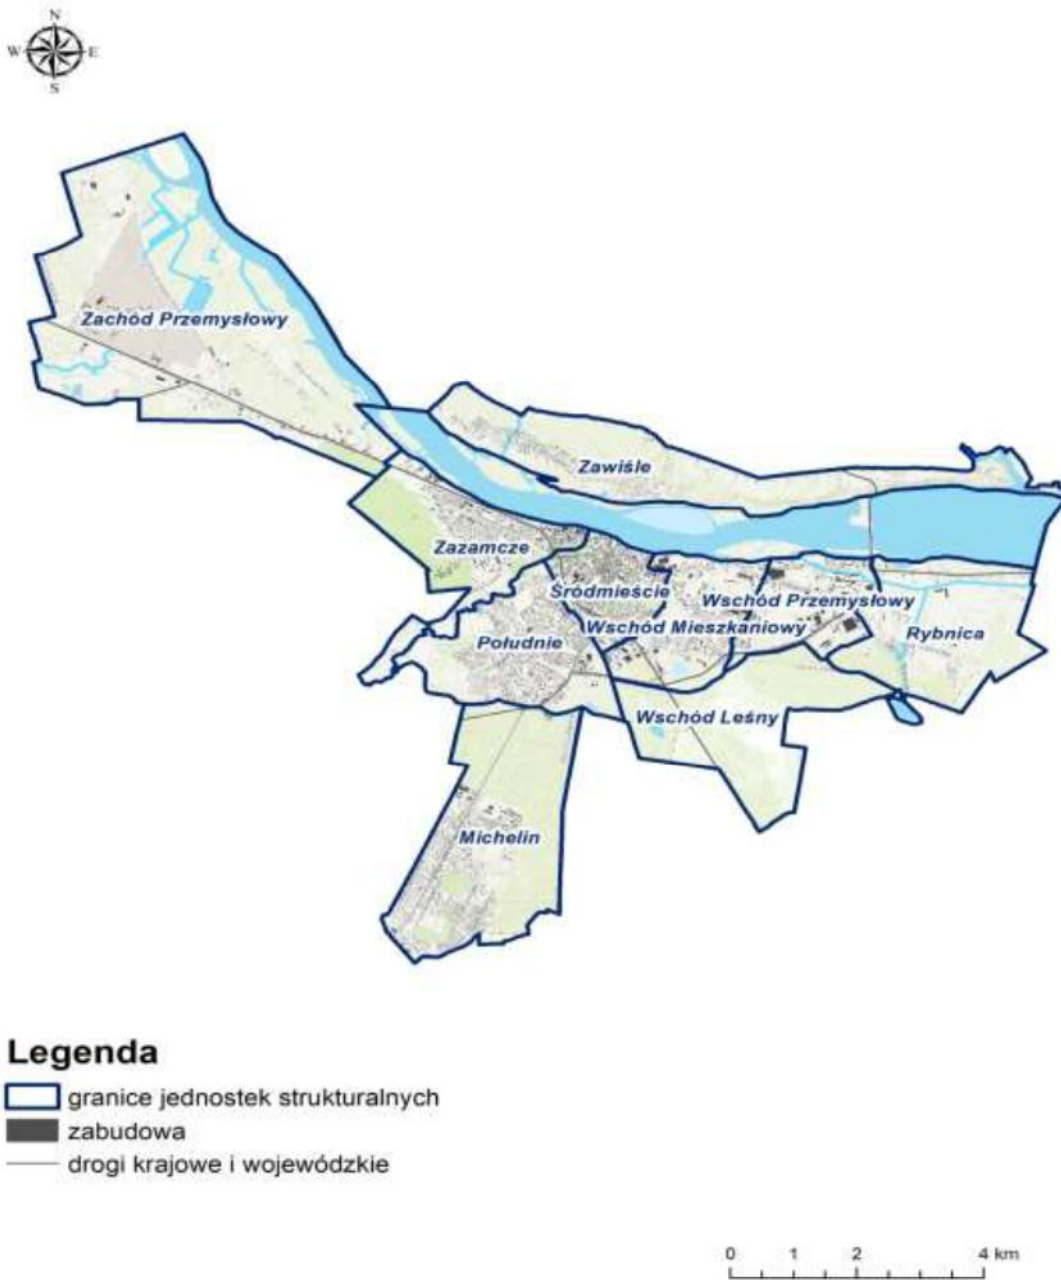 N
W E
S
Zachód Przemysłowy
Zawiśle
Zazamcze
Śródmieście
Wschód Przemysłowy
Wschód Mieszkaniowy
Rybnica
Południe
Wschód Leśny
Michelin
Legenda
granice jednostek strukturalnych
zabudowa
drogi krajowe i wojewódzkie
0 1 2 4 km